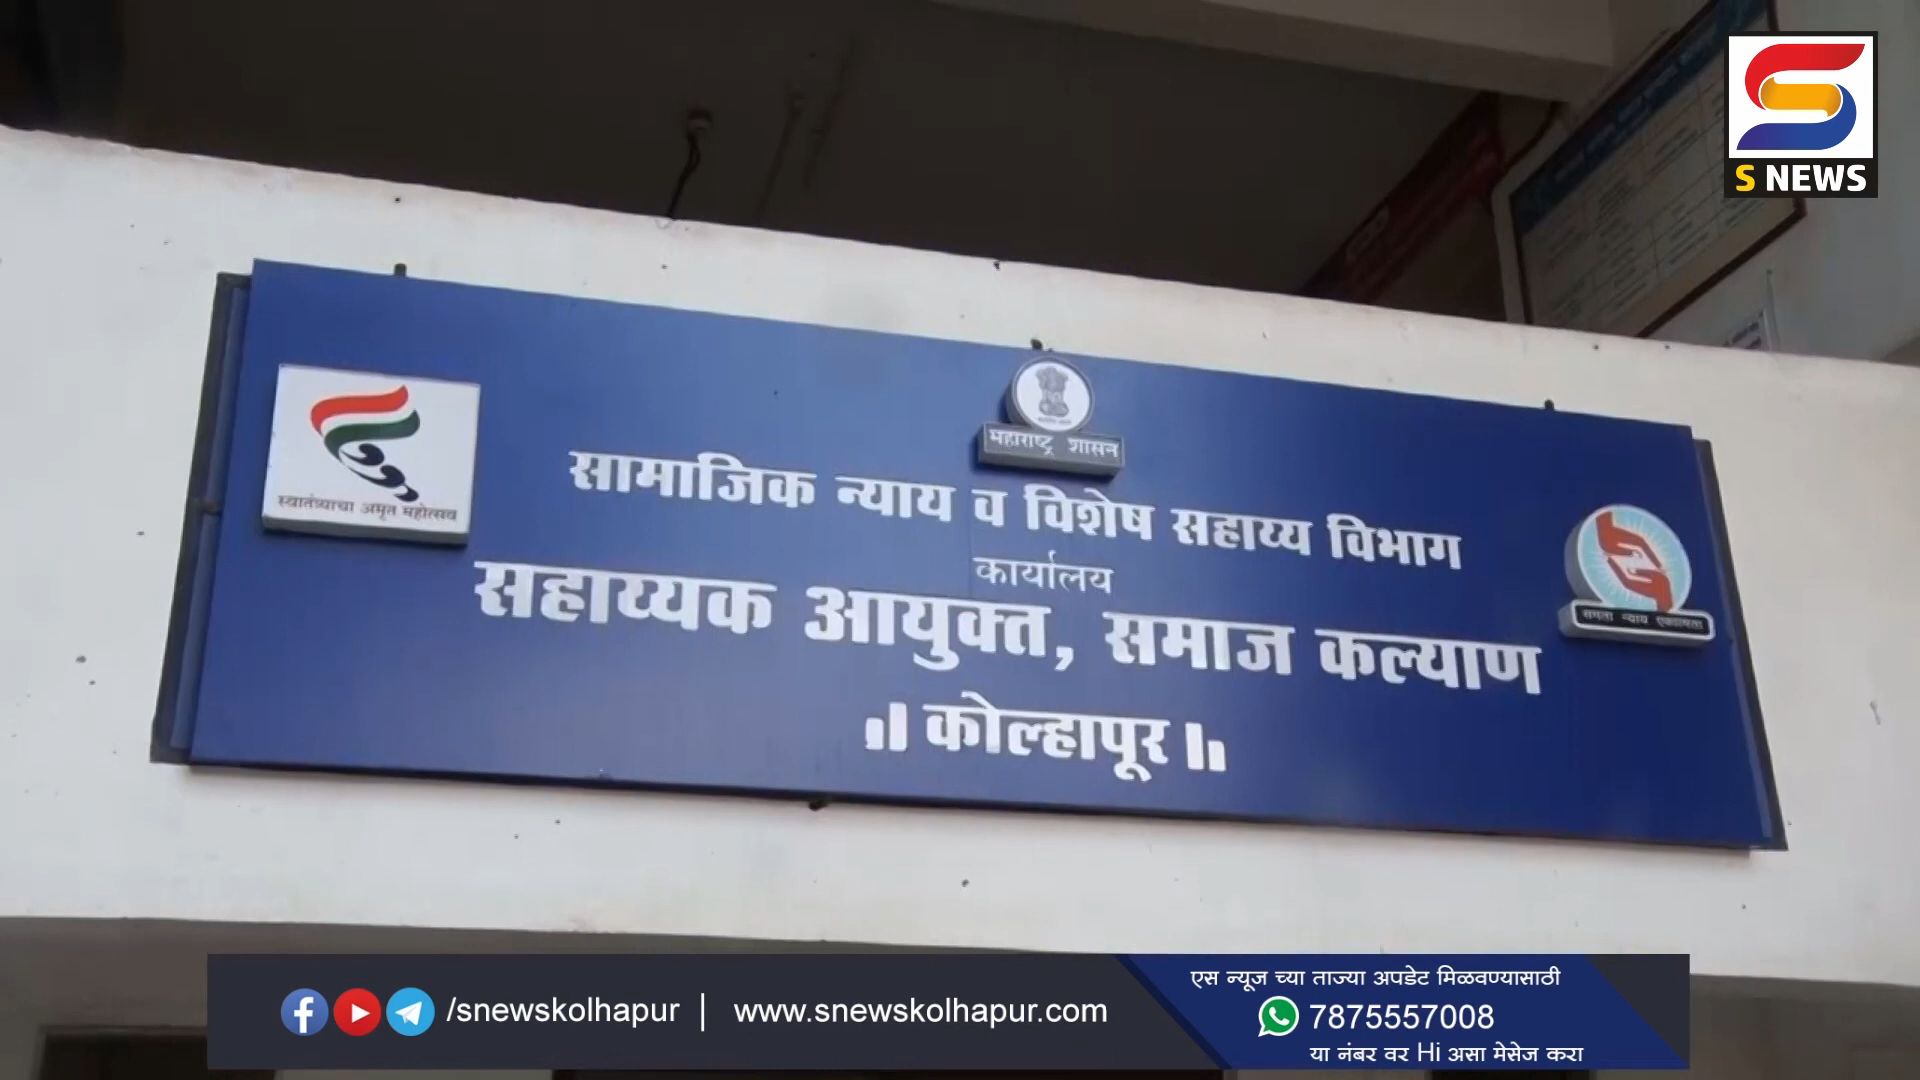 S NEWS
महाराष्ट्र शासन
सामाजिक न्याय व विशेष सहाय्य विभाग
स्वातंत्र्याचा अमृत महोत्सव
कार्यालय
सहाय्यक आयुक्त, समाज कल्याण
समता न्याय एकात्मता
कोल्हापूर
/snewskolhapur | www.snewskolhapur.com
एस न्यूज च्या ताज्या अपडेट मिळवण्यासाठी
7875557008
या नंबर वर Hi असा मेसेज करा